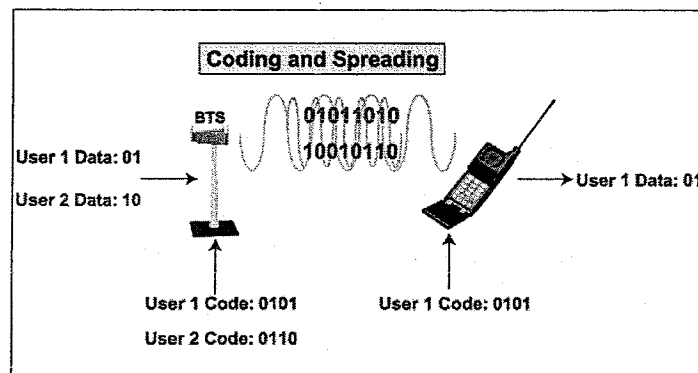 Coding and Spreading
BTS
01011010
10010110
User 1 Data: 01
User 2 Data: 10
User 1 Data: 01
User 1 Code: 0101
User 2 Code: 0110
User 1 Code: 0101